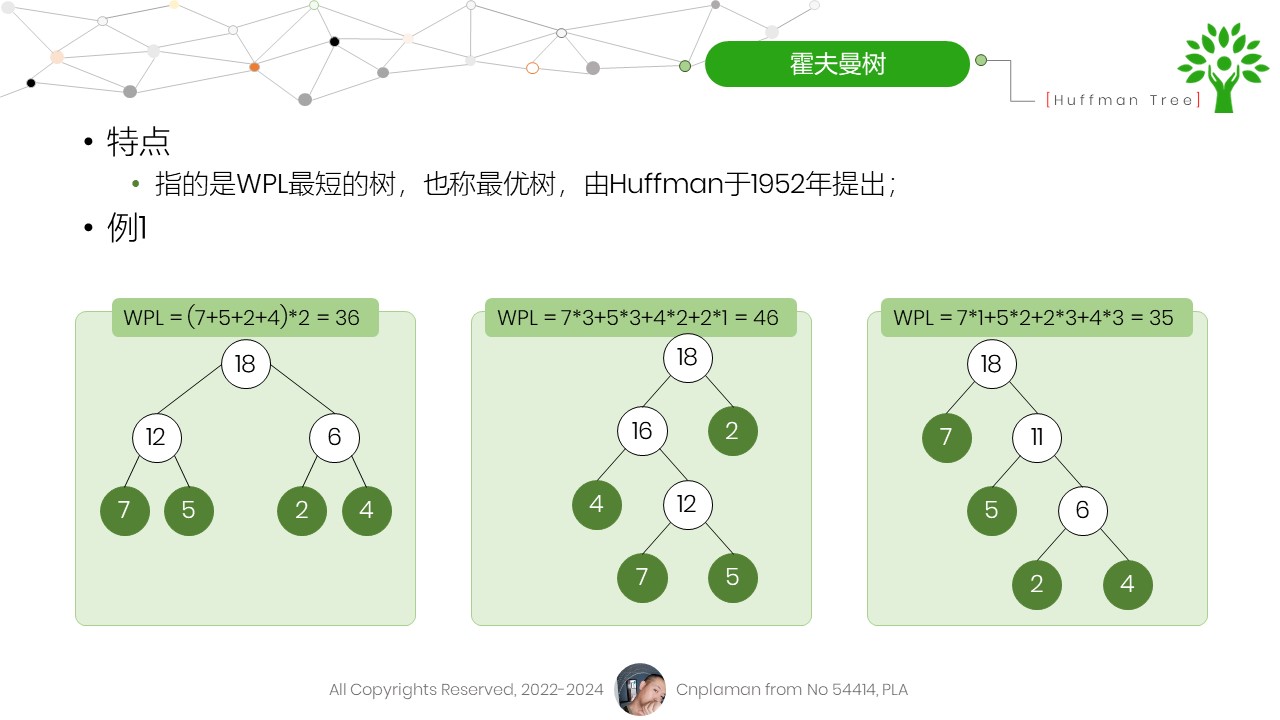 霍夫曼树
[Huffman Tree]
• 特点
• 指的是WPL最短的树，也称最优树，由Huffman于1952年提出；
• 例1
WPL = (7+5+2+4)*2 = 36
18
12 6
7 5 2 4
WPL = 7*3+5*3+4*2+2*1 = 46
18
16 2
4 12
7 5
WPL = 7*1+5*2+2*3+4*3 = 35
18
7 11
5 6
2 4
All Copyrights Reserved, 2022-2024 Cnplaman from No 54414, PLA